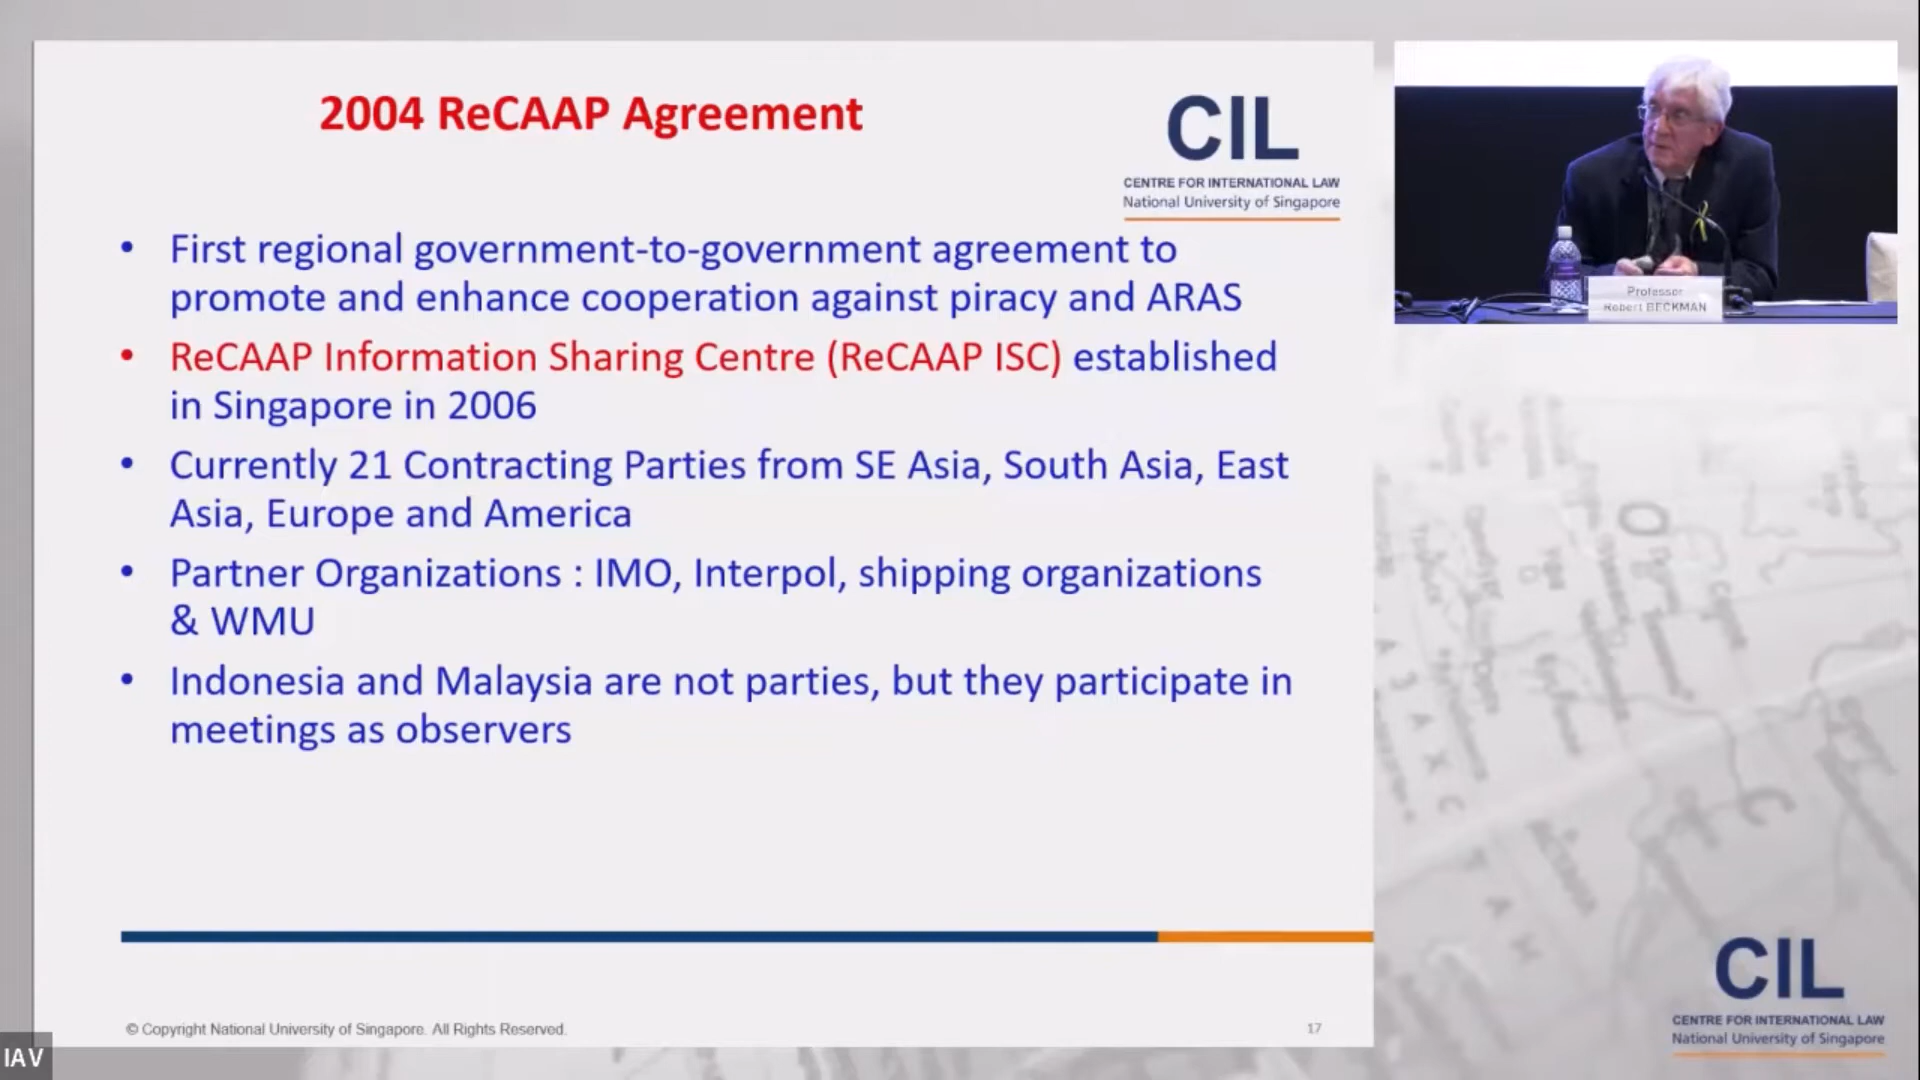 2004 ReCAAP Agreement
CIL
CENTRE FOR INTERNATIONAL LAW
National University of Singapore
• First regional government-to-government agreement to
promote and enhance cooperation against piracy and ARAS
• ReCAAP Information Sharing Centre (ReCAAP ISC) established
in Singapore in 2006
• Currently 21 Contracting Parties from SE Asia, South Asia, East
Asia, Europe and America
• Partner Organizations : IMO, Interpol, shipping organizations
& WMU
• Indonesia and Malaysia are not parties, but they participate in
meetings as observers
© Copyright National University of Singapore. All Rights Reserved.
17
Professor
Robert BECKMAN
CIL
CENTRE FOR INTERNATIONAL LAW
National University of Singapore
IAV